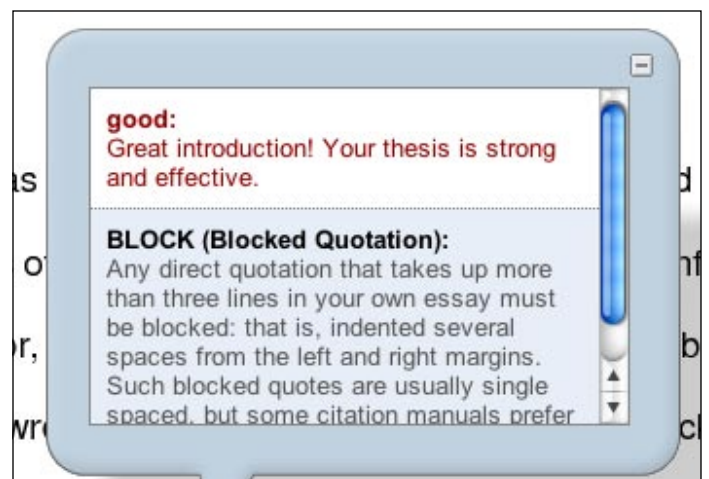 good:
Great introduction! Your thesis is strong
and effective.
BLOCK (Blocked Quotation):
Any direct quotation that takes up more
than three lines in your own essay must
be blocked: that is, indented several
spaces from the left and right margins.
Such blocked quotes are usually single
spaced, but some citation manuals prefer